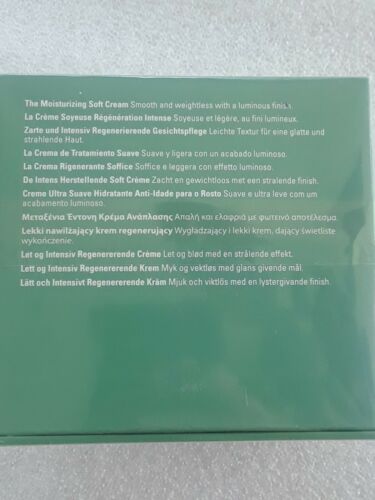 The Moisturizing Soft Cream Smooth and weightless with a luminous finish.
La Crème Soyeuse Régénération Intense Soyeuse et légère, au fini lumineux.
Zarte und Intensiv Regenerierende Gesichtspflege Leichte Textur für eine glatte und
strahlende Haut.
La Crema de Tratamiento Suave Suave y ligera con un acabado luminoso.
La Crema Rigenerante Soffice Soffice e leggera con effetto luminoso.
De Intens Herstellende Soft Crème Zacht en gewichtloos met een stralende finish.
Creme Ultra Suave Hidratante Anti-Idade para o Rosto Suave e ultra leve com um
acabamento luminoso.
Μεταξένια Έντονη Κρέμα Ανάπλασης Απαλή και ελαφριά με φωτεινό αποτέλεσμα.
Lekki nawilżający krem regenerujący Wygładzający i lekki krem, dający świetliste
wykończenie.
Let og Intensiv Regenererende Crème Let og blød med en strålende effekt.
Lett og Intensiv Regenererende Krem Myk og vektløs med glans givende mål.
Lätt och Intensivt Regenererende Kräm Mjuk och viktlös med en lystergivande finish.